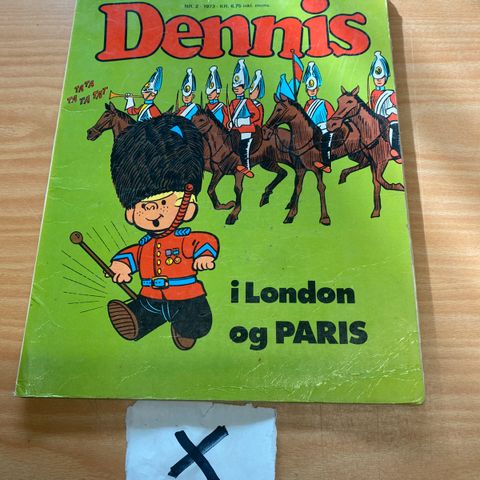 NR. 2 - 1973 - KR. 6.75 inkl. moms.
Dennis
TA TA
TA TA TA!
i London
og PARIS
X